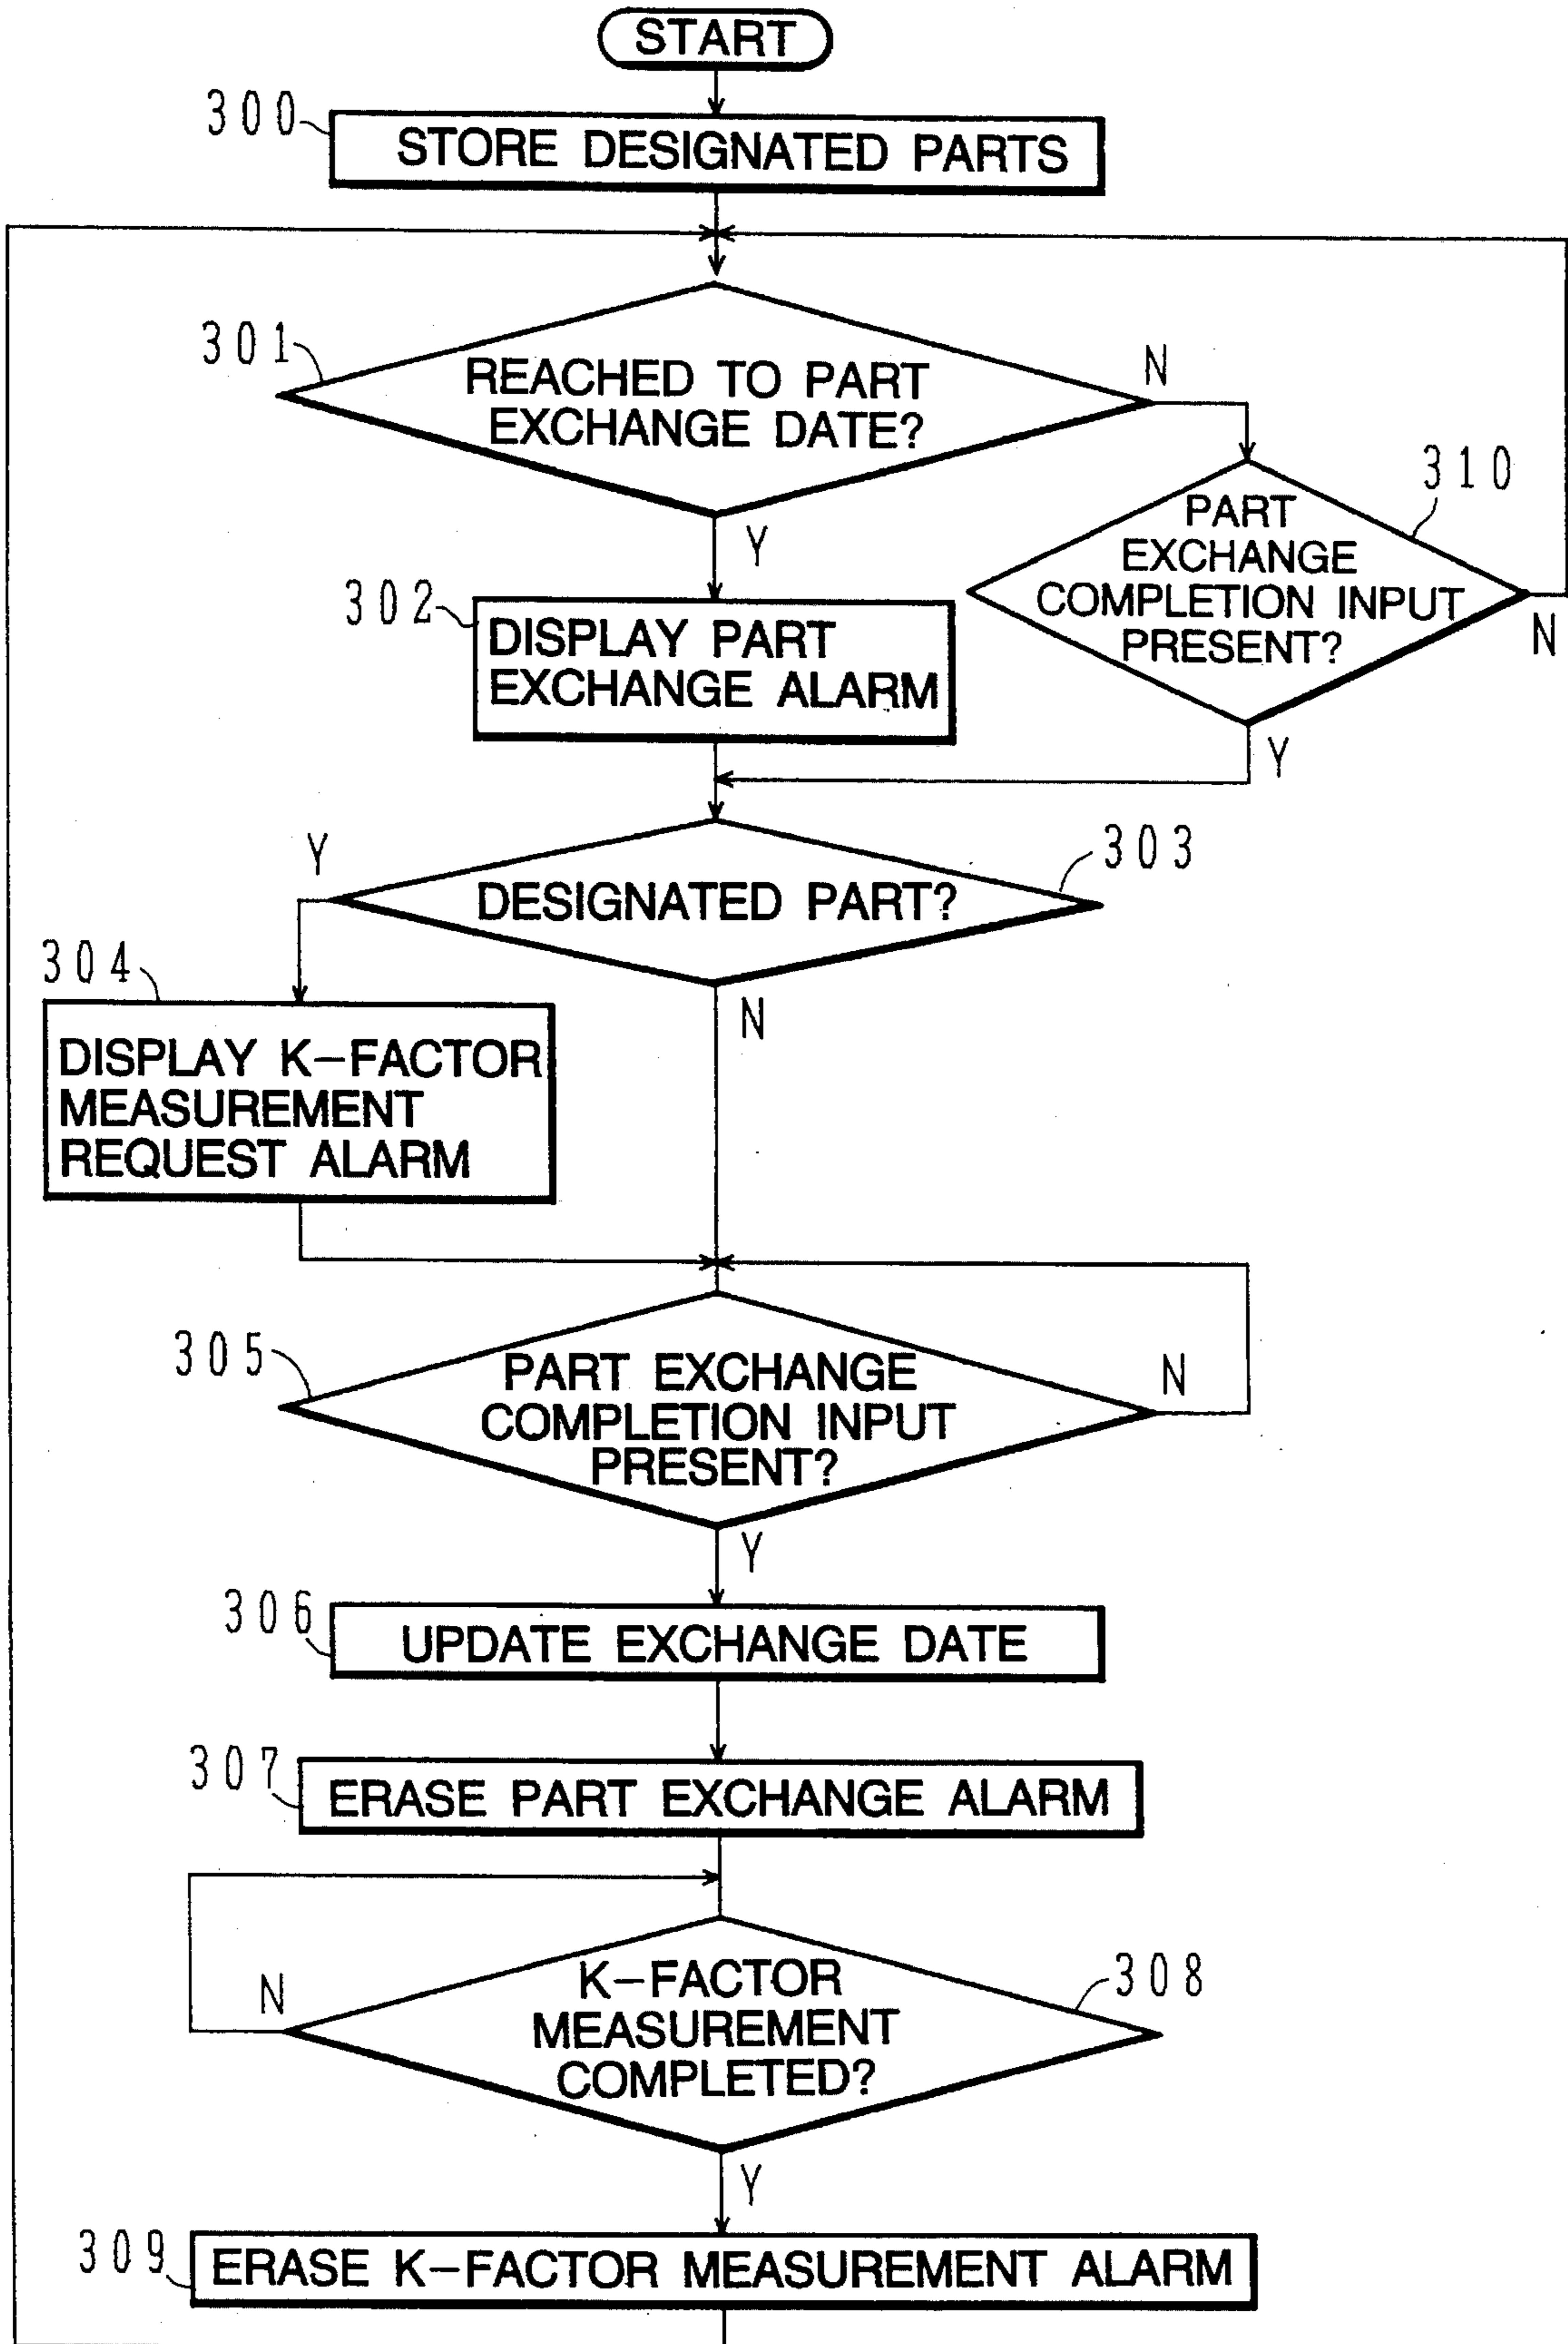 START
300
STORE DESIGNATED PARTS
301
REACHED TO PART
EXCHANGE DATE?
N
310
PART
EXCHANGE
COMPLETION INPUT
PRESENT?
N
Y
Y
302
DISPLAY PART
EXCHANGE ALARM
303
DESIGNATED PART?
Y
N
304
DISPLAY K-FACTOR
MEASUREMENT
REQUEST ALARM
305
PART EXCHANGE
COMPLETION INPUT
PRESENT?
N
Y
306
UPDATE EXCHANGE DATE
307
ERASE PART EXCHANGE ALARM
308
K-FACTOR
MEASUREMENT
COMPLETED?
N
Y
309
ERASE K-FACTOR MEASUREMENT ALARM